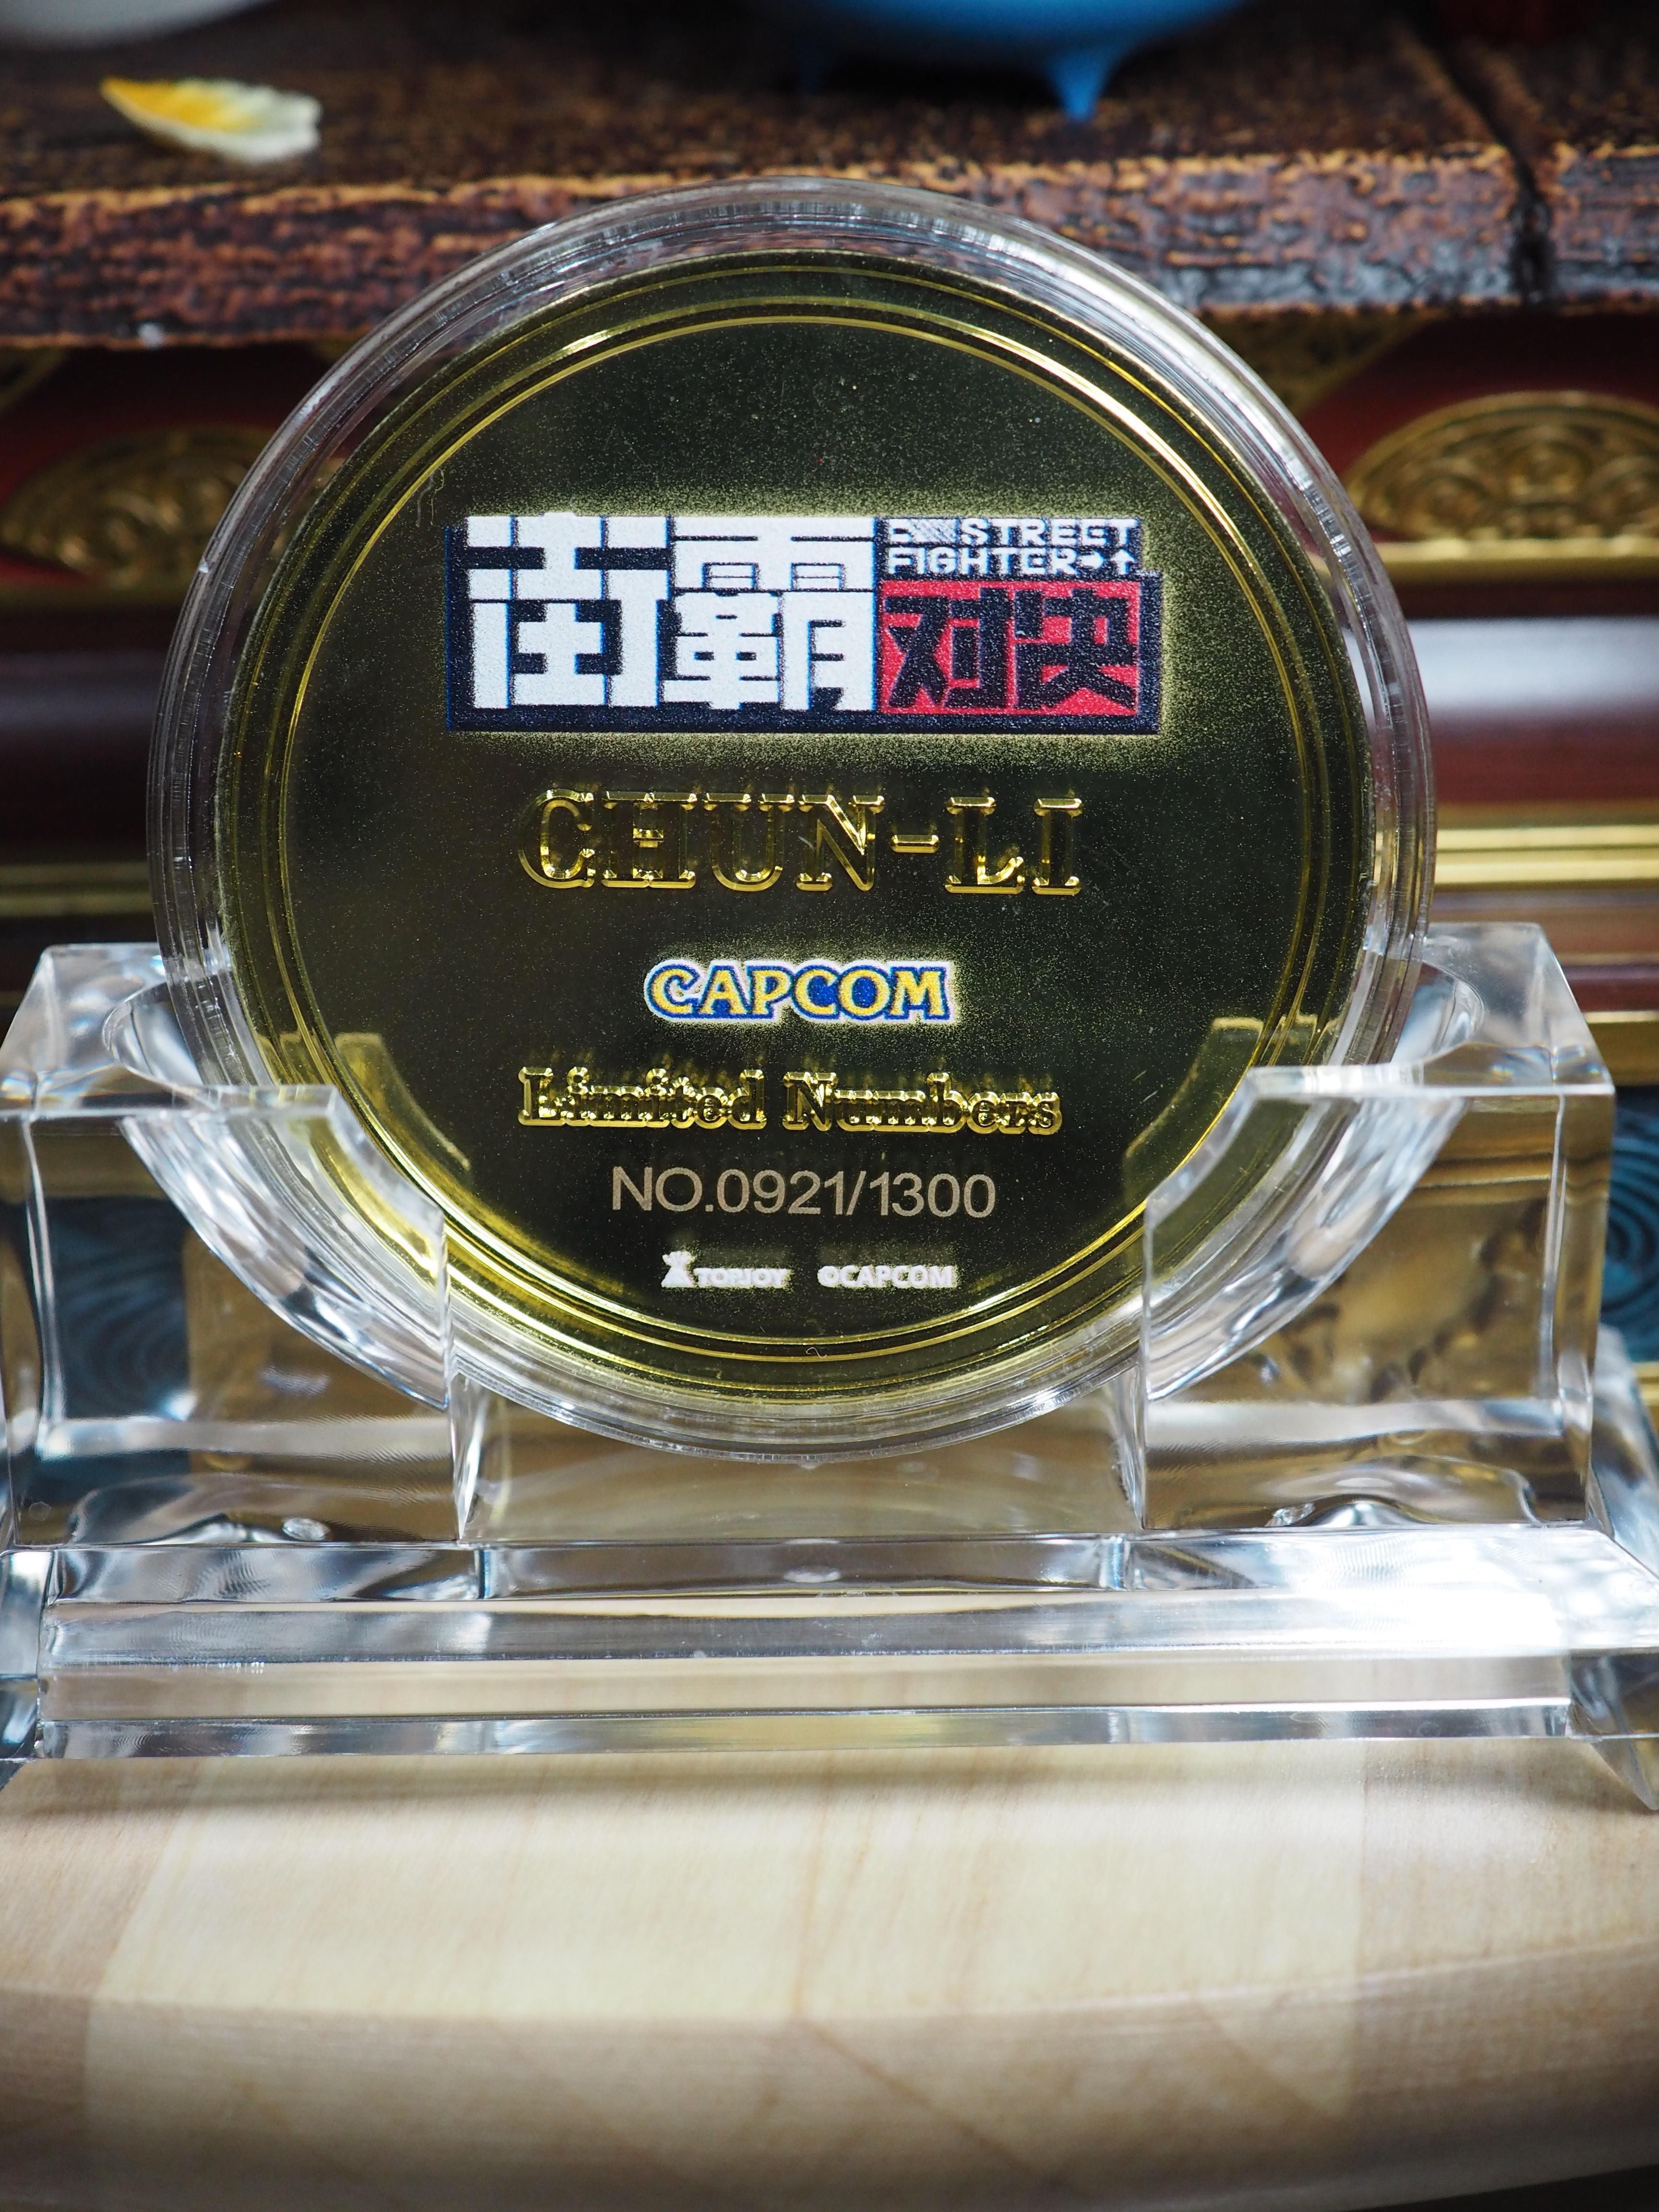 街霸 STREET
FIGHTER→↑
对决
CHUN-LI
CAPCOM
Limited Numbers
NO.0921/1300
TOPJOY ©CAPCOM